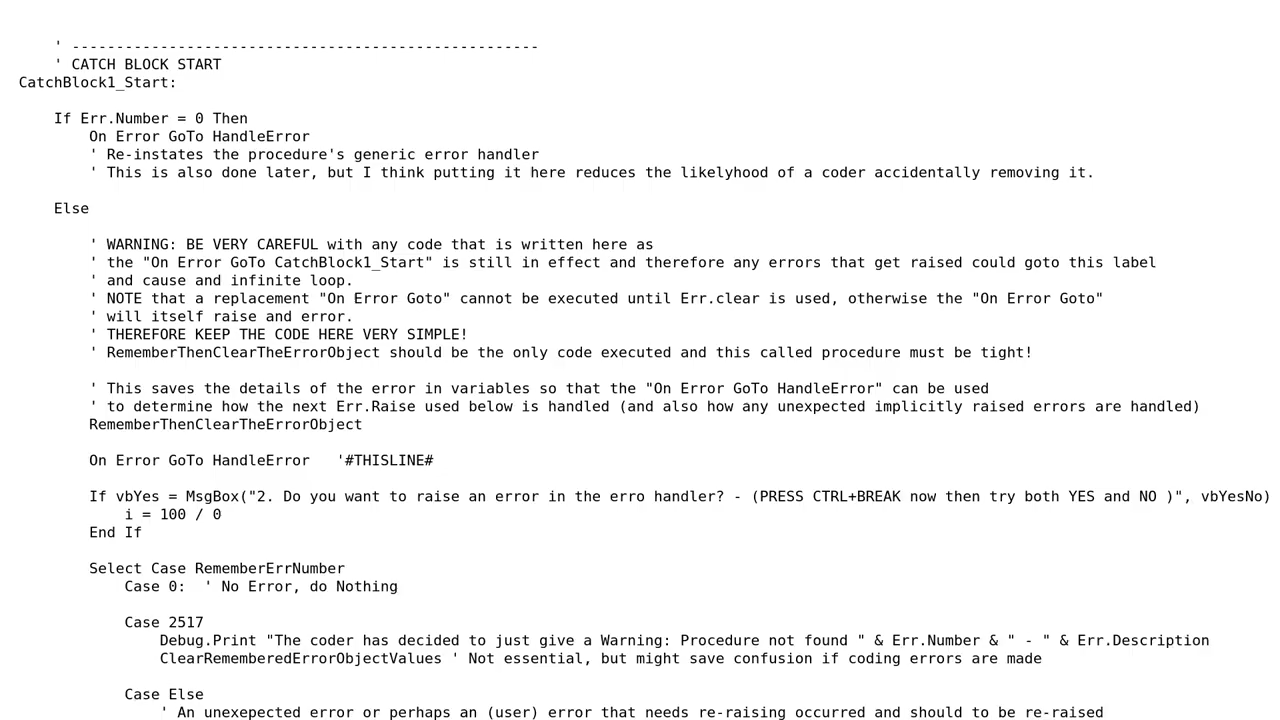 ' -----------------------------------------------------
    ' CATCH BLOCK START
CatchBlock1_Start:

    If Err.Number = 0 Then
        On Error GoTo HandleError
        ' Re-instates the procedure's generic error handler
        ' This is also done later, but I think putting it here reduces the likelyhood of a coder accidentally removing it.

    Else

        ' WARNING: BE VERY CAREFUL with any code that is written here as
        ' the "On Error GoTo CatchBlock1_Start" is still in effect and therefore any errors that get raised could goto this label
        ' and cause and infinite loop.
        ' NOTE that a replacement "On Error Goto" cannot be executed until Err.clear is used, otherwise the "On Error Goto"
        ' will itself raise and error.
        ' THEREFORE KEEP THE CODE HERE VERY SIMPLE!
        ' RememberThenClearTheErrorObject should be the only code executed and this called procedure must be tight!

        ' This saves the details of the error in variables so that the "On Error GoTo HandleError" can be used
        ' to determine how the next Err.Raise used below is handled (and also how any unexpected implicitly raised errors are handled)
        RememberThenClearTheErrorObject

        On Error GoTo HandleError   '#THISLINE#

        If vbYes = MsgBox("2. Do you want to raise an error in the erro handler? - (PRESS CTRL+BREAK now then try both YES and NO )", vbYesNo)
            i = 100 / 0
        End If

        Select Case RememberErrNumber
            Case 0:  ' No Error, do Nothing

            Case 2517
                Debug.Print "The coder has decided to just give a Warning: Procedure not found " & Err.Number & " - " & Err.Description
                ClearRememberedErrorObjectValues ' Not essential, but might save confusion if coding errors are made

            Case Else
                ' An unexepected error or perhaps an (user) error that needs re-raising occurred and should to be re-raised